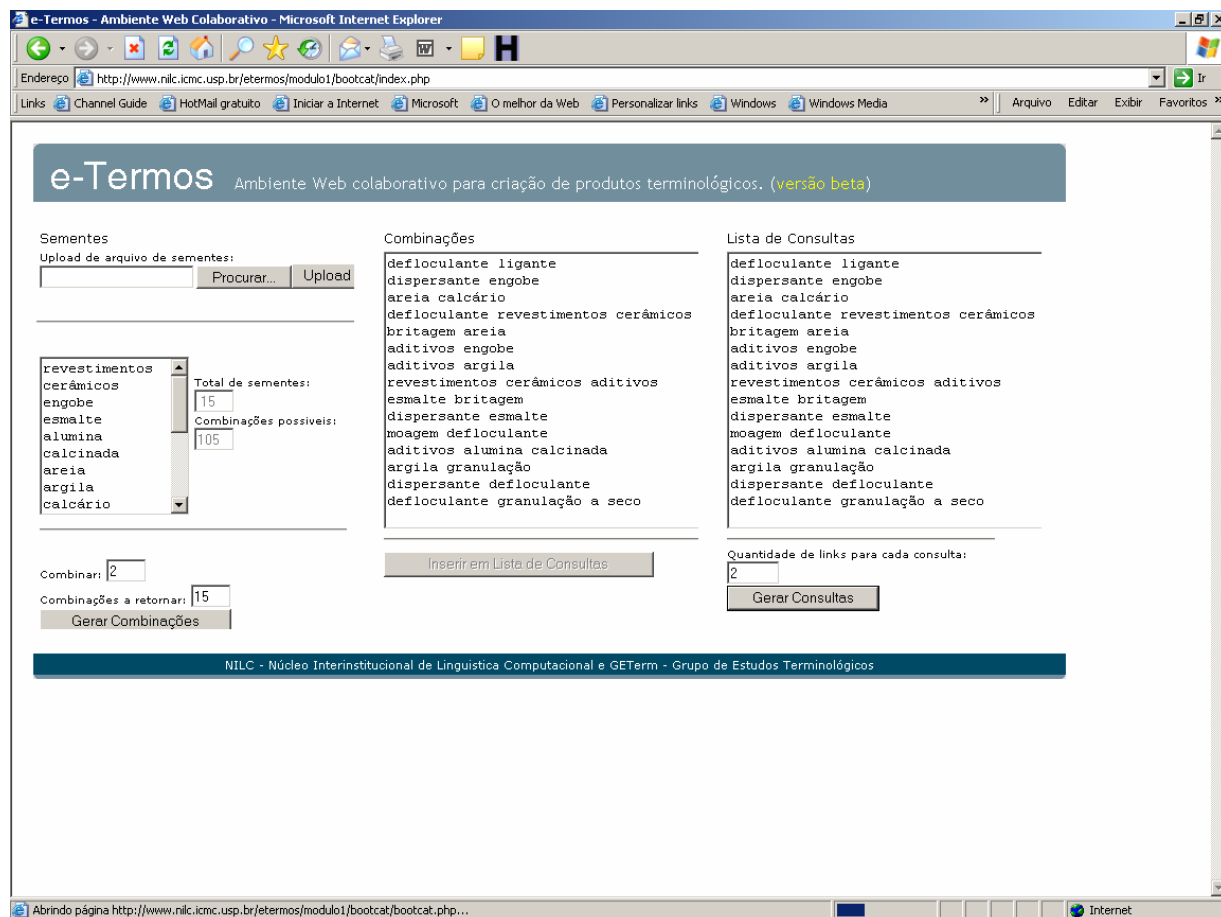 e-Termos - Ambiente Web Colaborativo - Microsoft Internet Explorer
Endereço http://www.nilc.icmc.usp.br/etermos/modulo1/bootcat/index.php Ir
Links Channel Guide HotMail gratuito Iniciar a Internet Microsoft O melhor da Web Personalizar links Windows Windows Media » Arquivo Editar Exibir Favoritos »
e-Termos Ambiente Web colaborativo para criação de produtos terminológicos. (versão beta)
Sementes
Upload de arquivo de sementes:
Procurar... Upload
revestimentos
cerâmicos
engobe
esmalte
alumina
calcinada
areia
argila
calcário
Total de sementes:
15
Combinações possiveis:
105
Combinar: 2
Combinações a retornar: 15
Gerar Combinações
Combinações
defloculante ligante
dispersante engobe
areia calcário
defloculante revestimentos cerâmicos
britagem areia
aditivos engobe
aditivos argila
revestimentos cerâmicos aditivos
esmalte britagem
dispersante esmalte
moagem defloculante
aditivos alumina calcinada
argila granulação
dispersante defloculante
defloculante granulação a seco
Inserir em Lista de Consultas
Lista de Consultas
defloculante ligante
dispersante engobe
areia calcário
defloculante revestimentos cerâmicos
britagem areia
aditivos engobe
aditivos argila
revestimentos cerâmicos aditivos
esmalte britagem
dispersante esmalte
moagem defloculante
aditivos alumina calcinada
argila granulação
dispersante defloculante
defloculante granulação a seco
Quantidade de links para cada consulta:
2
Gerar Consultas
NILC - Núcleo Interinstitucional de Linguistica Computacional e GETerm - Grupo de Estudos Terminológicos
Abrindo página http://www.nilc.icmc.usp.br/etermos/modulo1/bootcat/bootcat.php... Internet